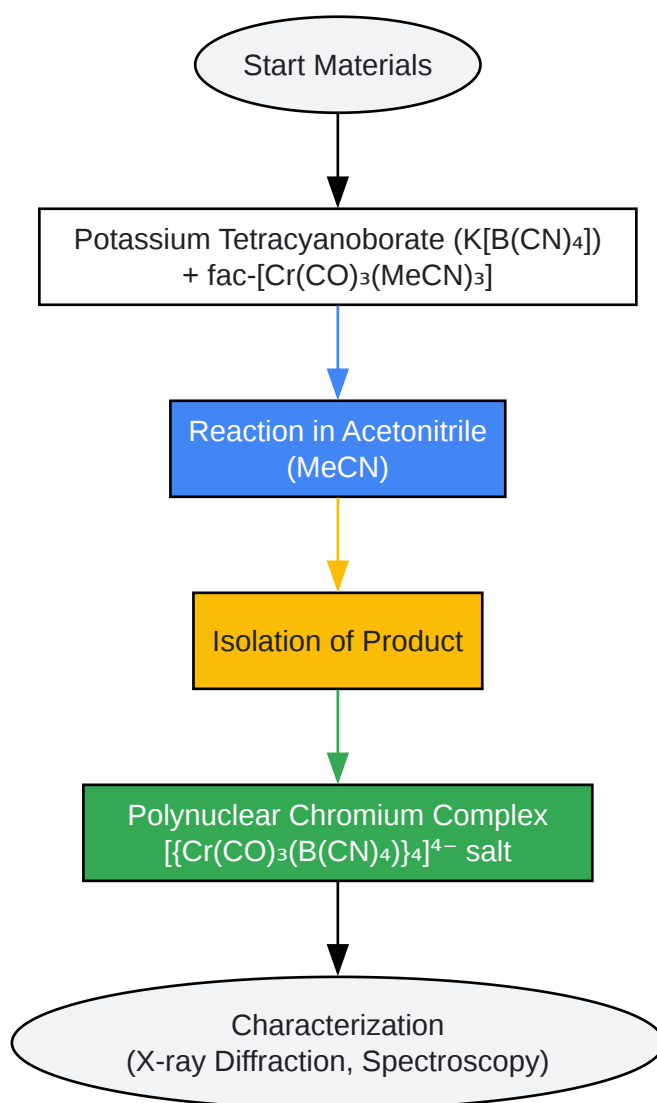 Start Materials
Potassium Tetracyanoborate (K[B(CN)₄])
+ fac-[Cr(CO)₃(MeCN)₃]
Reaction in Acetonitrile
(MeCN)
Isolation of Product
Polynuclear Chromium Complex
[{Cr(CO)₃(B(CN)₄)}₄]⁴⁻ salt
Characterization
(X-ray Diffraction, Spectroscopy)